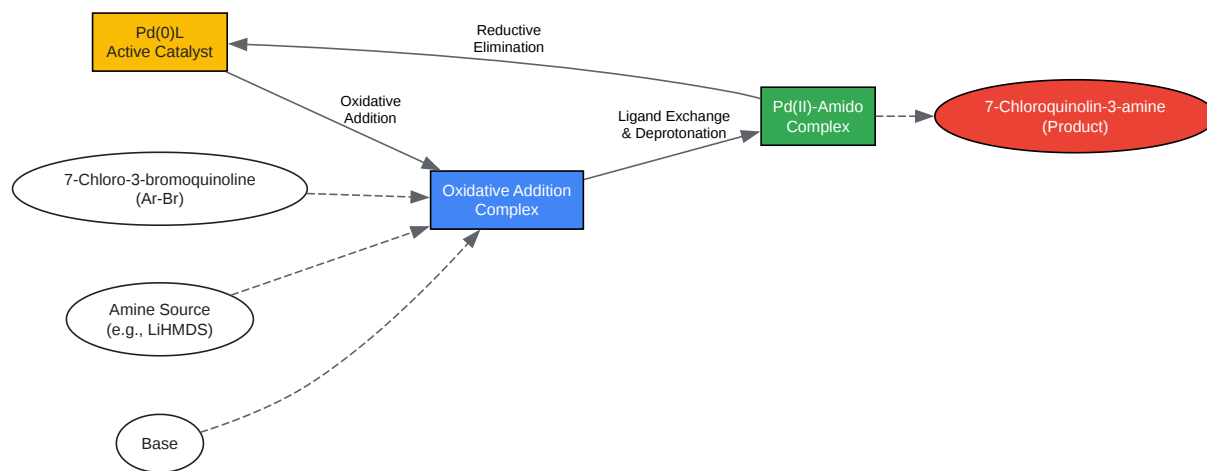 Pd(0)L
Active Catalyst
Reductive
Elimination
Oxidative
Addition
Ligand Exchange
& Deprotonation
Pd(II)-Amido
Complex
7-Chloroquinolin-3-amine
(Product)
7-Chloro-3-bromoquinoline
(Ar-Br)
Oxidative Addition
Complex
Amine Source
(e.g., LiHMDS)
Base